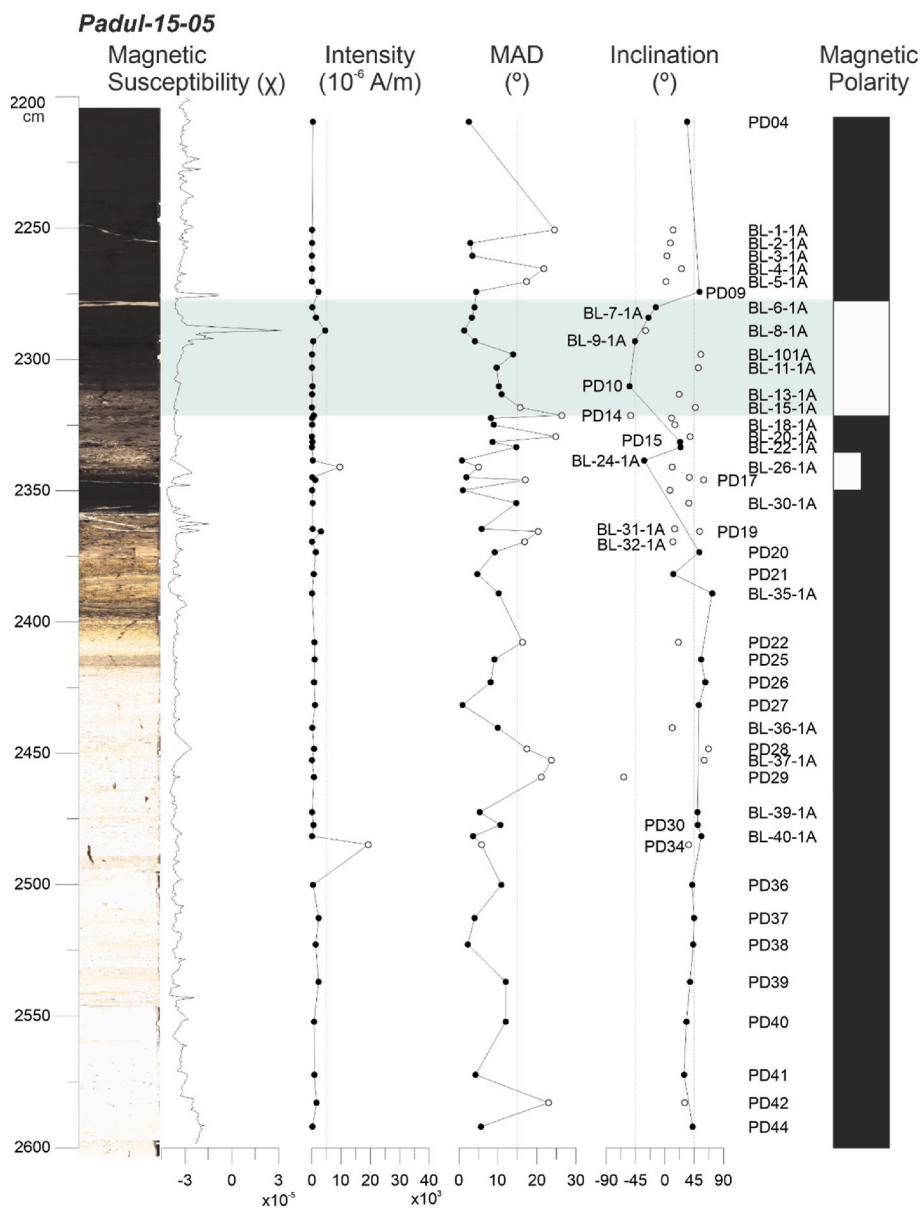 Padul-15-05
Magnetic
Susceptibility (χ)
Intensity
(10⁻⁶ A/m)
MAD
(º)
Inclination
(º)
Magnetic
Polarity
2200
cm
2250
2300
2350
2400
2450
2500
2550
2600
PD04
BL-1-1A
BL-2-1A
BL-3-1A
BL-4-1A
BL-5-1A
PD09
BL-6-1A
BL-7-1A
BL-8-1A
BL-9-1A
BL-101A
BL-11-1A
PD10
BL-13-1A
BL-15-1A
PD14
BL-18-1A
BL-20-1A
PD15
BL-22-1A
BL-24-1A
BL-26-1A
PD17
BL-30-1A
BL-31-1A
PD19
BL-32-1A
PD20
PD21
BL-35-1A
PD22
PD25
PD26
PD27
BL-36-1A
PD28
BL-37-1A
PD29
BL-39-1A
PD30
BL-40-1A
PD34
PD36
PD37
PD38
PD39
PD40
PD41
PD42
PD44
-3 0 3
x10⁻⁵
0 10 20 30 40
x10³
0 10 20 30
-90 -45 0 45 90